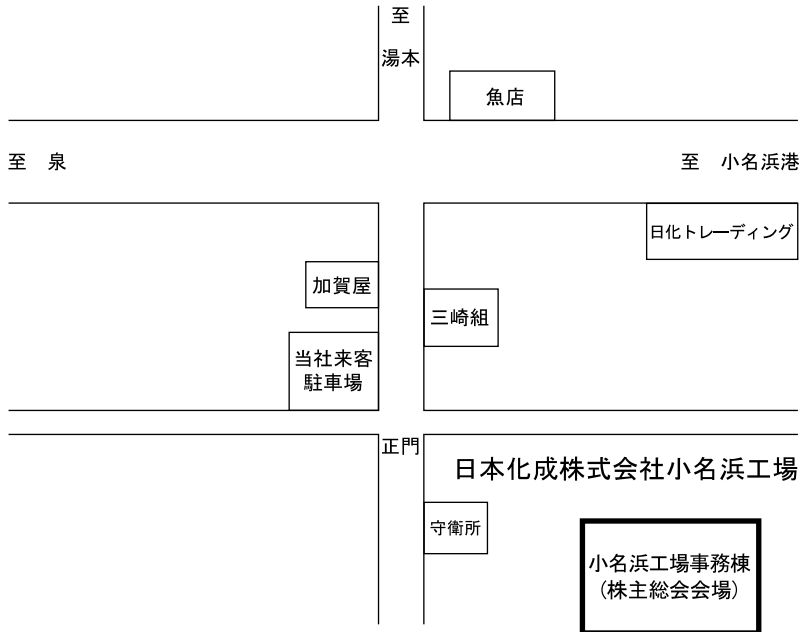 至
湯本
魚店
至　泉
至　小名浜港
日化トレーディング
加賀屋
三崎組
当社来客
駐車場
正門
日本化成株式会社小名浜工場
守衛所
小名浜工場事務棟
（株主総会会場）